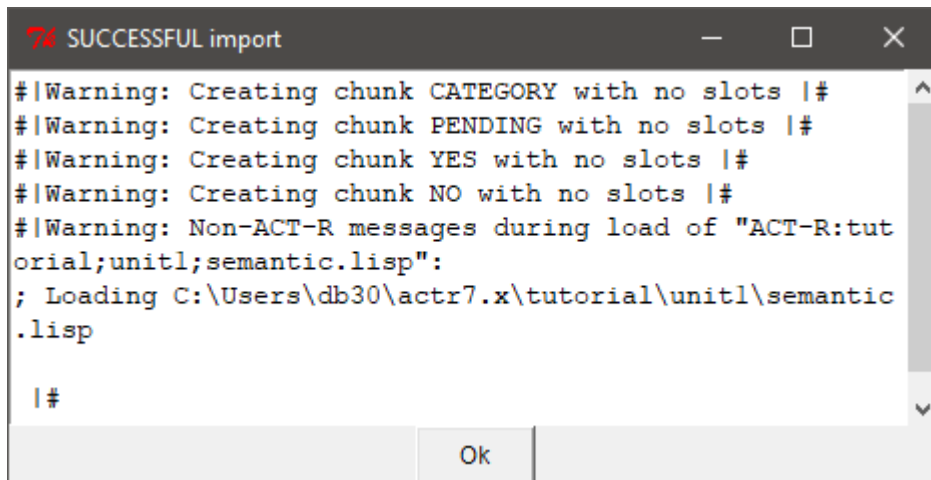 SUCCESSFUL import
#|Warning: Creating chunk CATEGORY with no slots |#
#|Warning: Creating chunk PENDING with no slots |#
#|Warning: Creating chunk YES with no slots |#
#|Warning: Creating chunk NO with no slots |#
#|Warning: Non-ACT-R messages during load of "ACT-R:tut
orial;unit1;semantic.lisp":
; Loading C:\Users\db30\actr7.x\tutorial\unit1\semantic
.lisp
|#
Ok